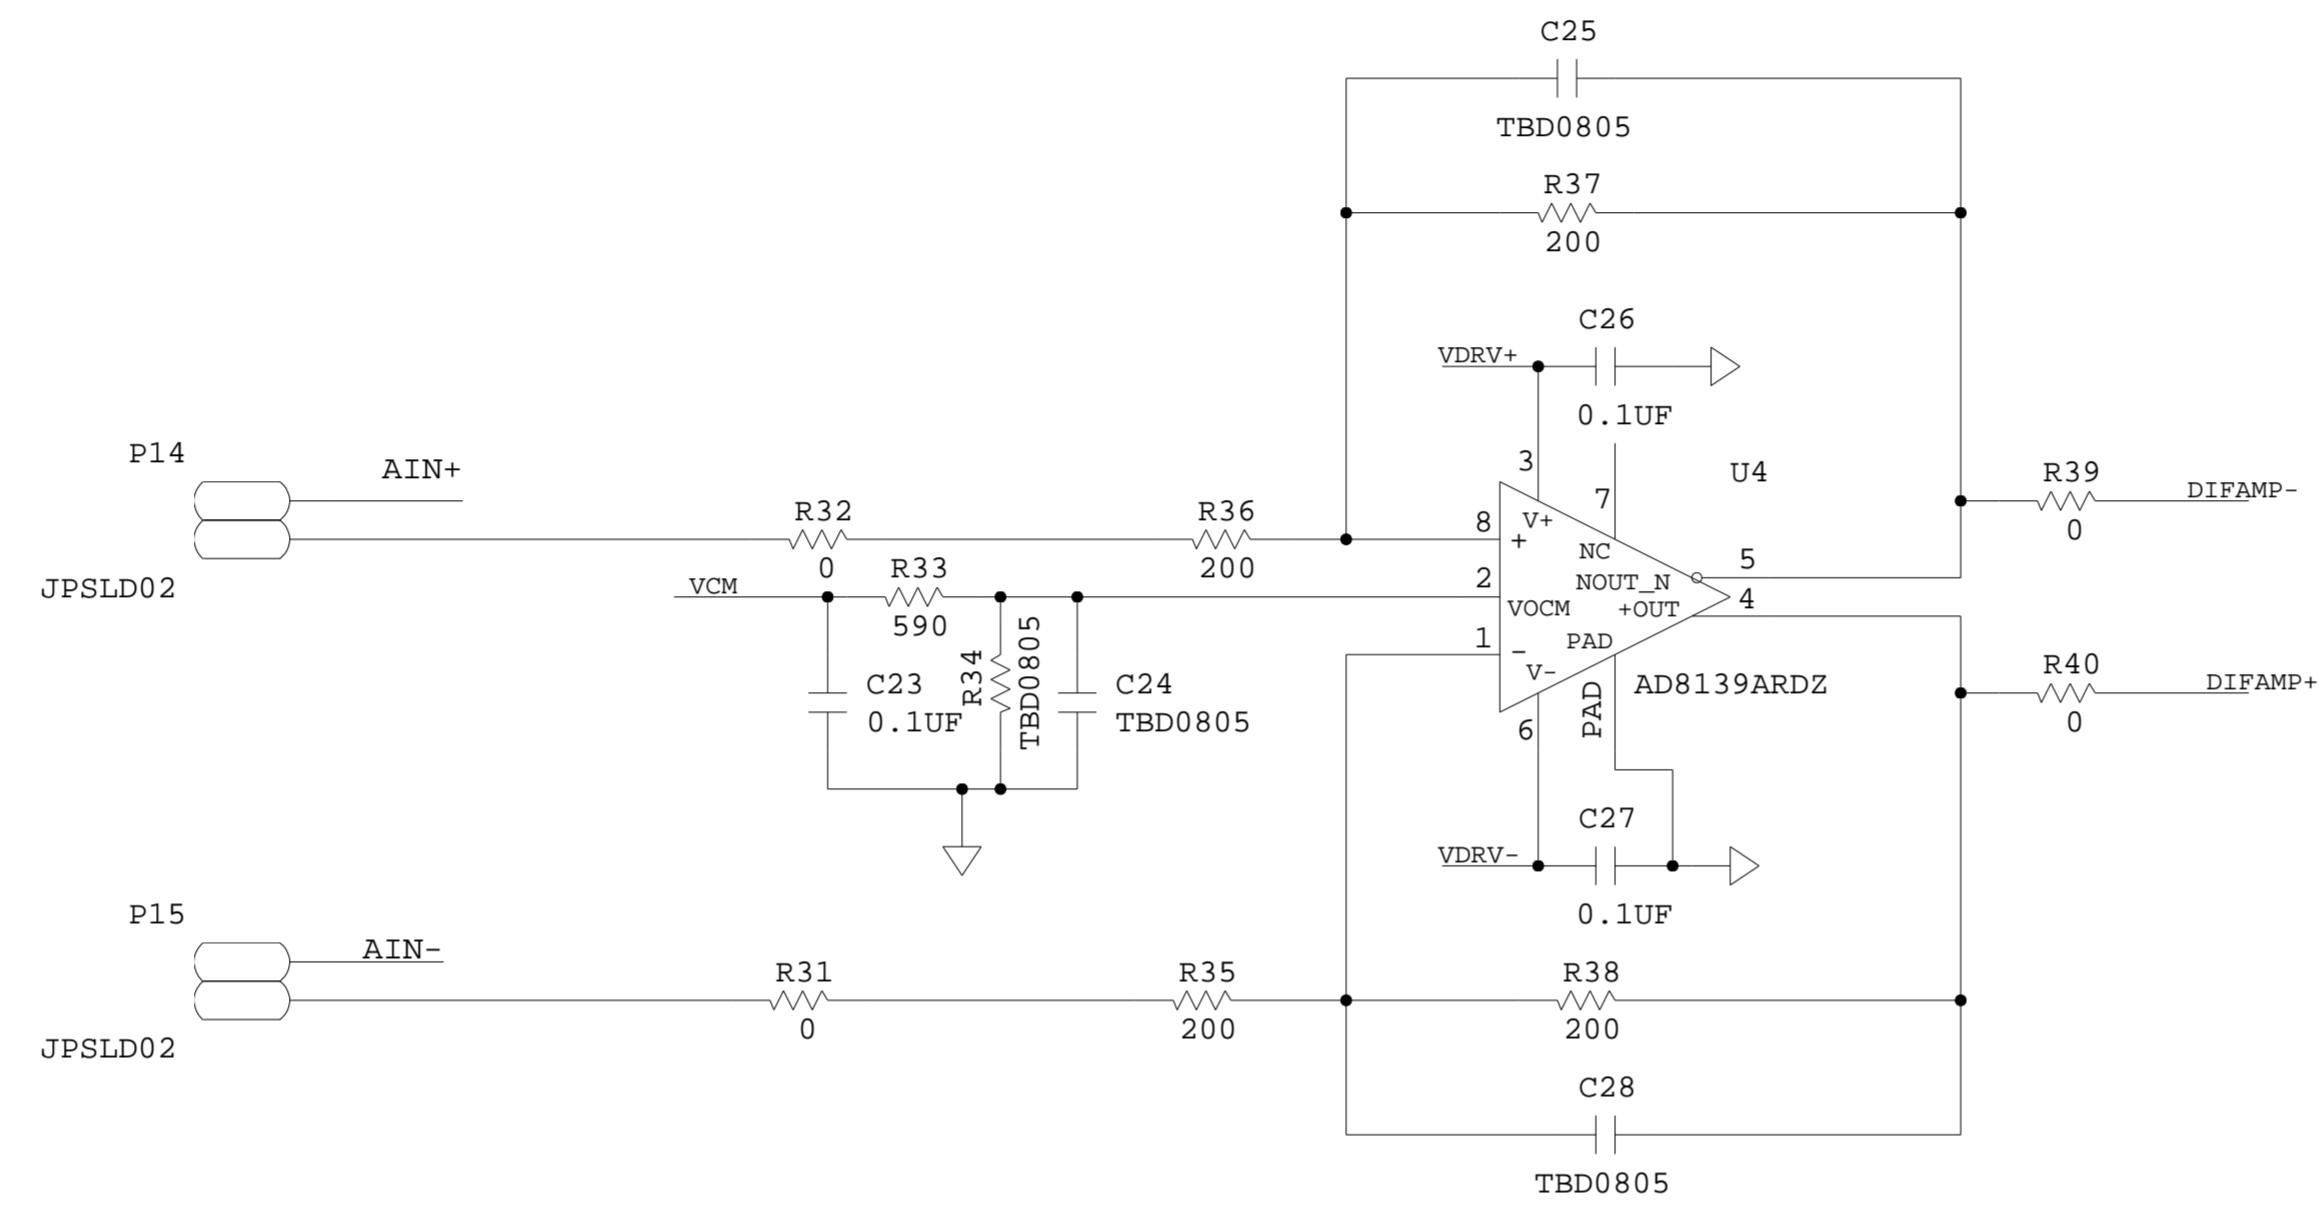 C25
TBD0805
R37
200
C26
VDRV+
0.1UF
P14
AIN+
JPSLD02
R32
0
R36
200
3
7
U4
8
V+
+
NC
5
NOUT_N
4
+OUT
2
VOCM
1
-
PAD
V-
AD8139ARDZ
6
PAD
R39
0
DIFAMP-
R40
0
DIFAMP+
VCM
R33
590
C23
0.1UF
R34
TBD0805
C24
TBD0805
C27
VDRV-
0.1UF
P15
AIN-
JPSLD02
R31
0
R35
200
R38
200
C28
TBD0805